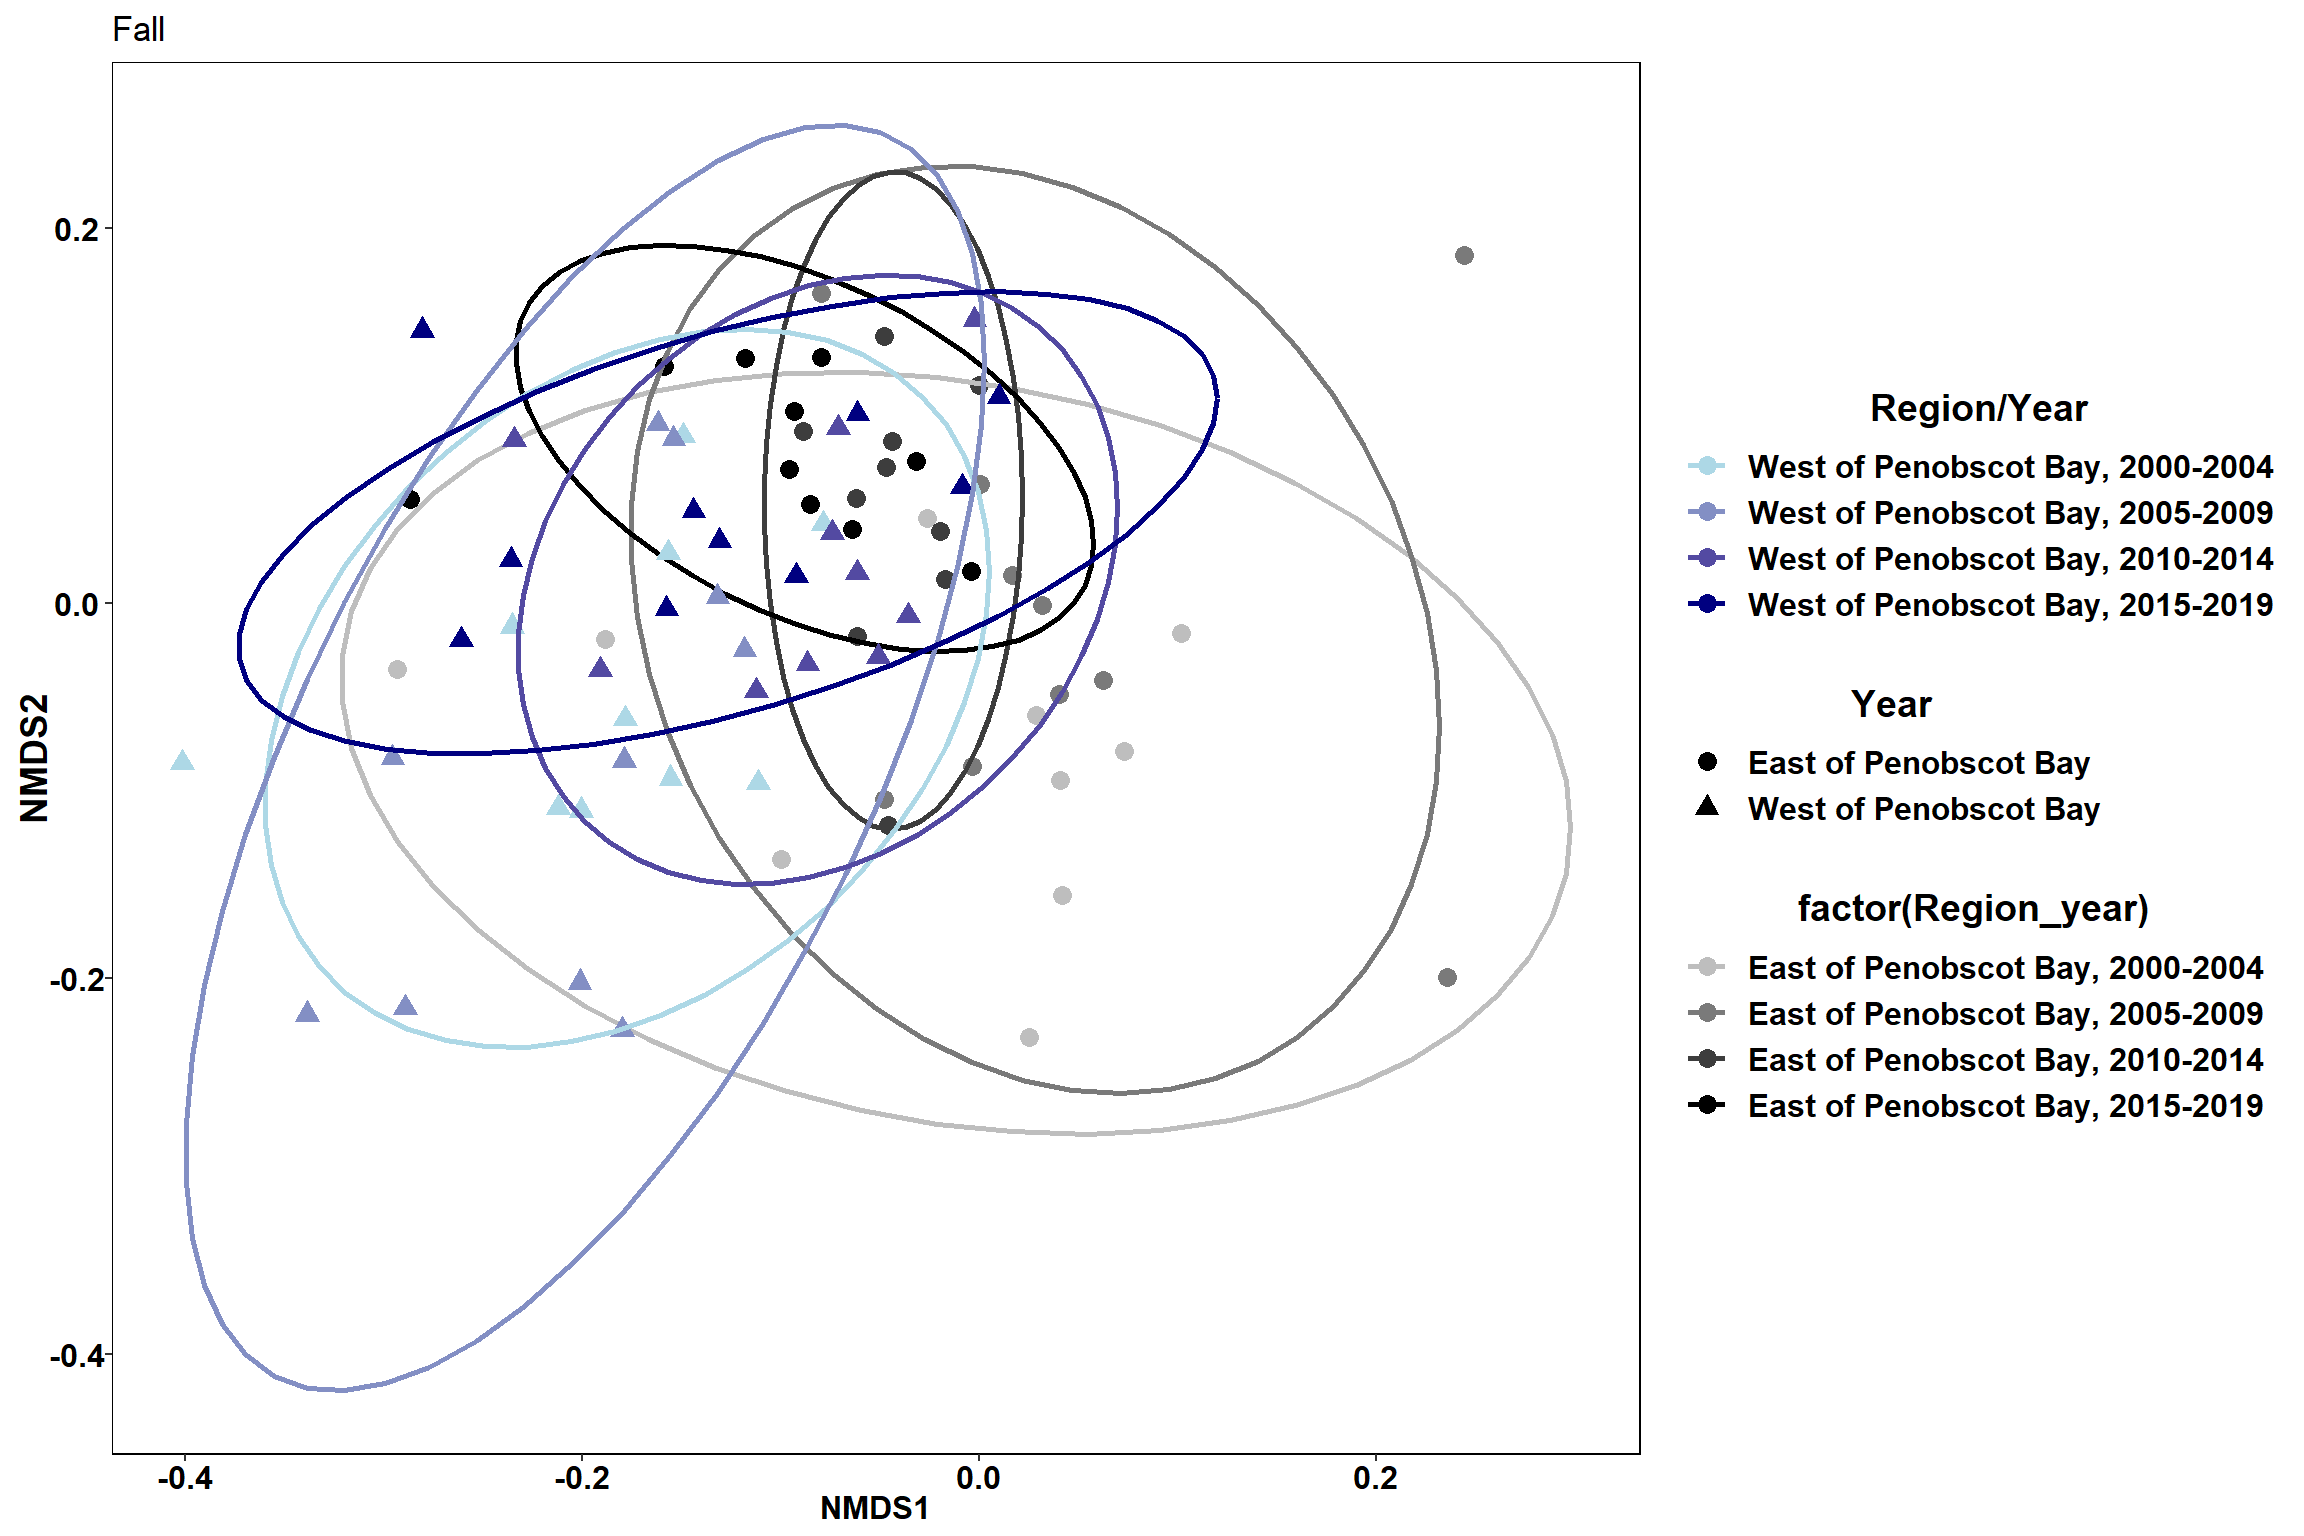 Fall
0.2
0.0
-0.2
-0.4
NMDS2
-0.4
-0.2
0.0
0.2
NMDS1
Region/Year
West of Penobscot Bay, 2000-2004
West of Penobscot Bay, 2005-2009
West of Penobscot Bay, 2010-2014
West of Penobscot Bay, 2015-2019
Year
East of Penobscot Bay
West of Penobscot Bay
factor(Region_year)
East of Penobscot Bay, 2000-2004
East of Penobscot Bay, 2005-2009
East of Penobscot Bay, 2010-2014
East of Penobscot Bay, 2015-2019